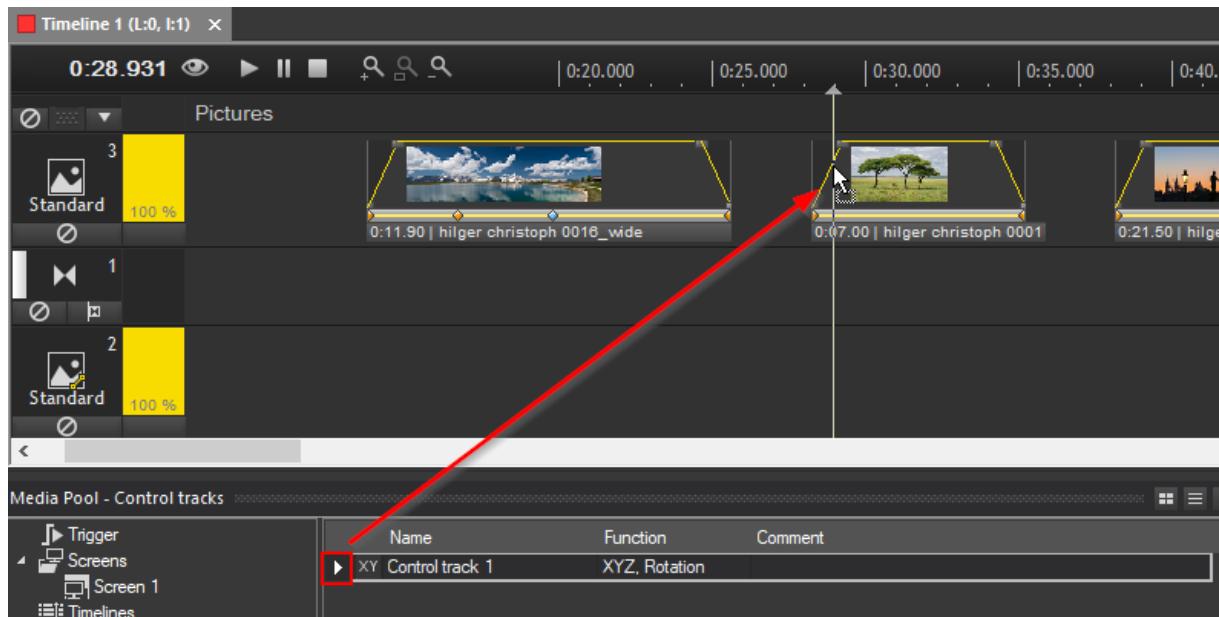 Timeline 1 (L:0, I:1) X
0:28.931 0:20.000 0:25.000 0:30.000 0:35.000 0:40.
Pictures
3
Standard
100 %
0:11.90 | hilger christoph 0016_wide 0:07.00 | hilger christoph 0001 0:21.50 | hilge
1
2
Standard
100 %
Media Pool - Control tracks
Trigger
Screens
Screen 1
Timelines
Name Function Comment
XY Control track 1 XYZ, Rotation